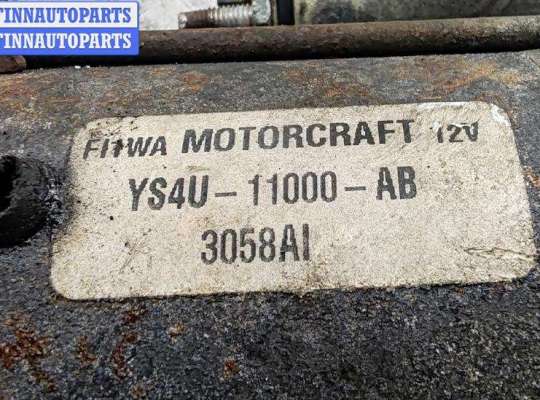 FINNAUTOPARTS
FINNAUTOPARTS
MOTORCRAFT 12V
YS4U-11000-AB
3058AI